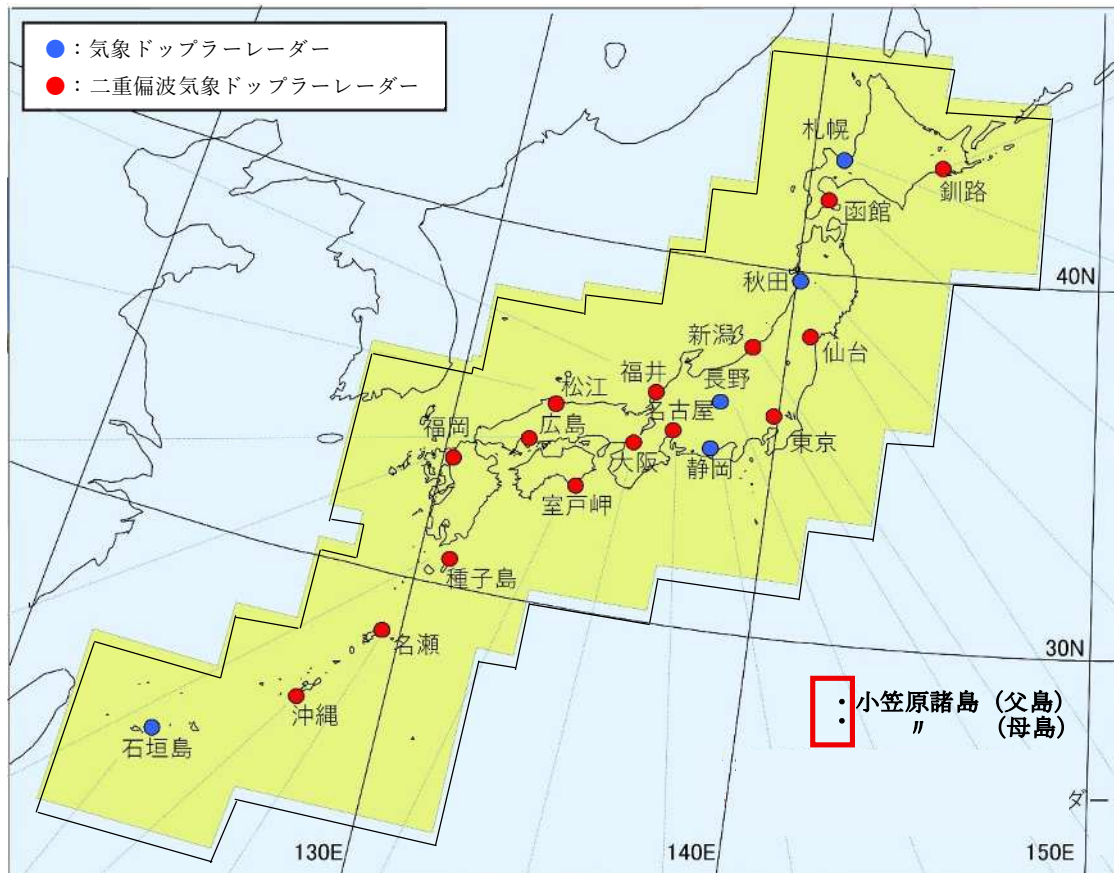 ●：気象ドップラーレーダー
●：二重偏波気象ドップラーレーダー
札幌
釧路
函館
秋田
40N
新潟
仙台
福井
長野
松江
名古屋
福岡
広島
東京
大阪
静岡
室戸岬
種子島
名瀬
30N
・小笠原諸島（父島）
・　〃　（母島）
沖縄
石垣島
ダー
130E
140E
150E